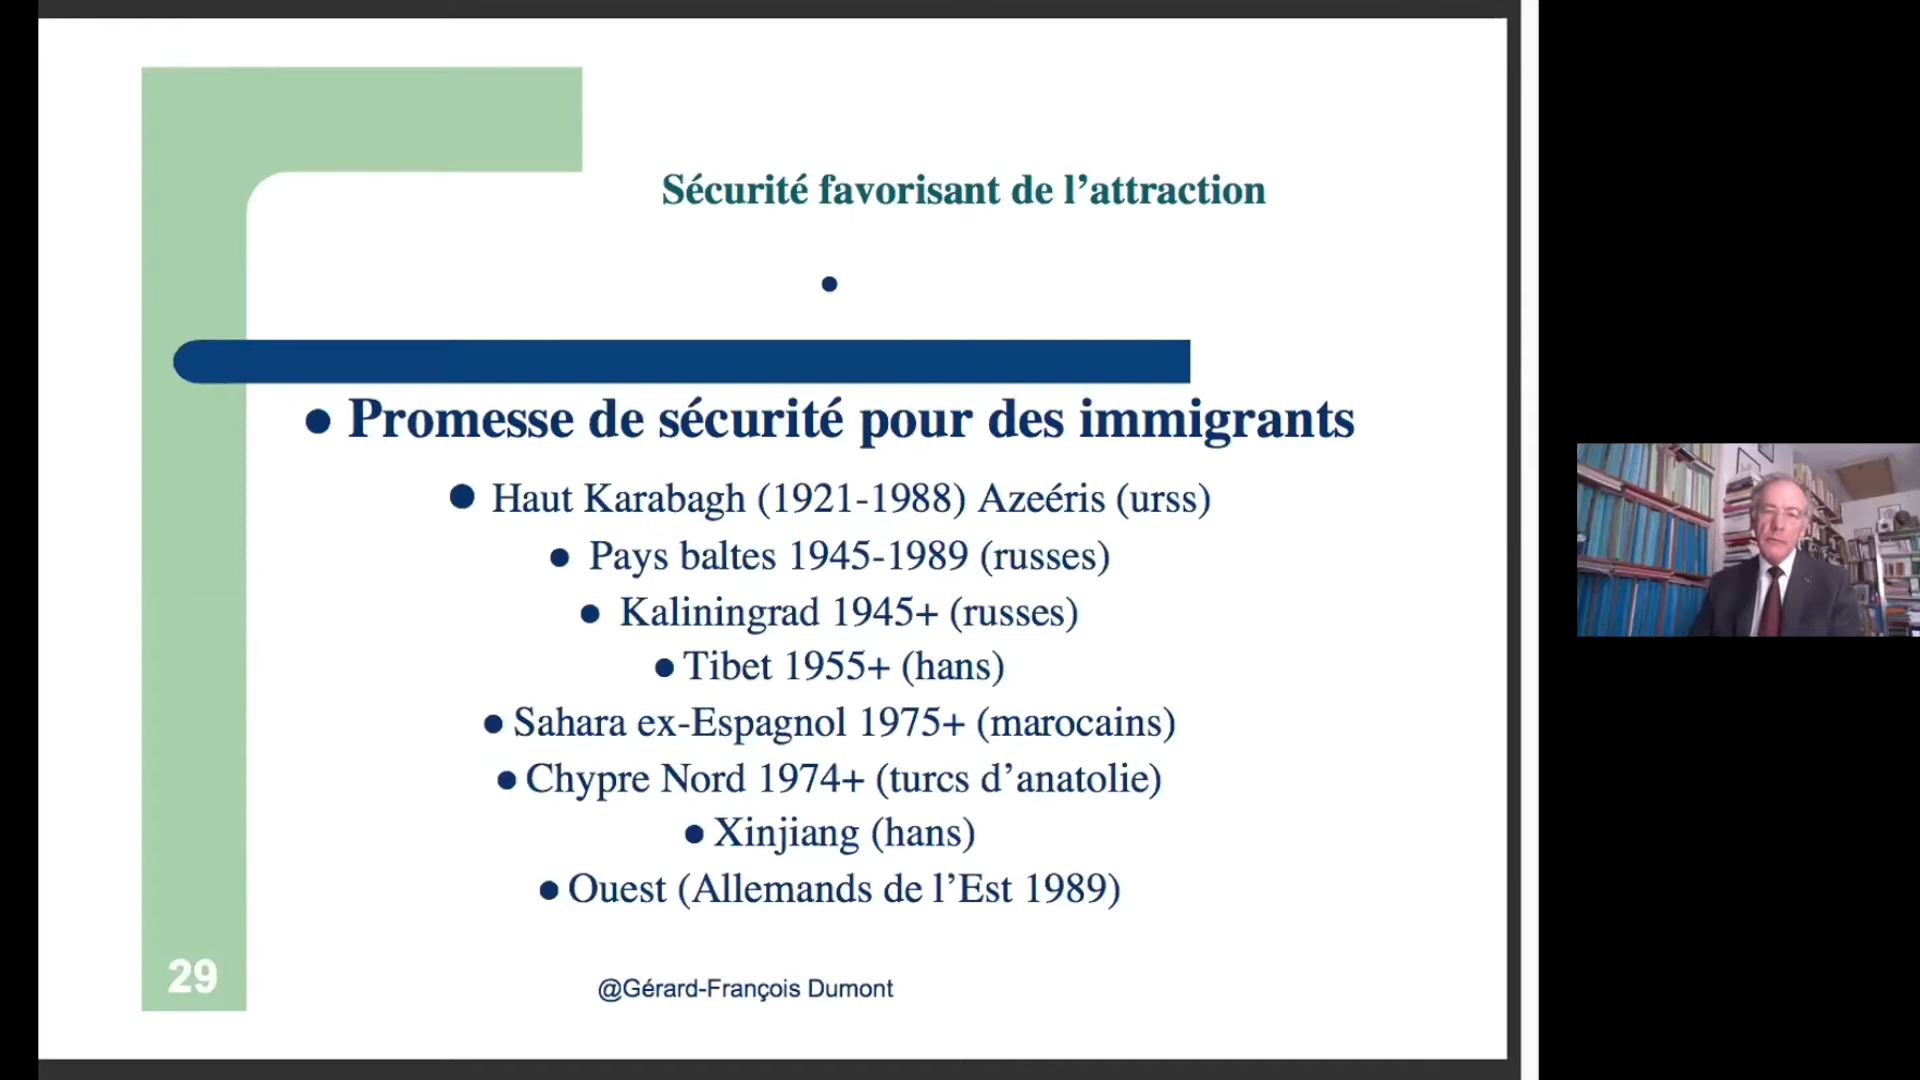 Sécurité favorisant de l’attraction
•
• Promesse de sécurité pour des immigrants
• Haut Karabagh (1921-1988) Azeéris (urss)
• Pays baltes 1945-1989 (russes)
• Kaliningrad 1945+ (russes)
• Tibet 1955+ (hans)
• Sahara ex-Espagnol 1975+ (marocains)
• Chypre Nord 1974+ (turcs d’anatolie)
• Xinjiang (hans)
• Ouest (Allemands de l’Est 1989)
29
@Gérard-François Dumont